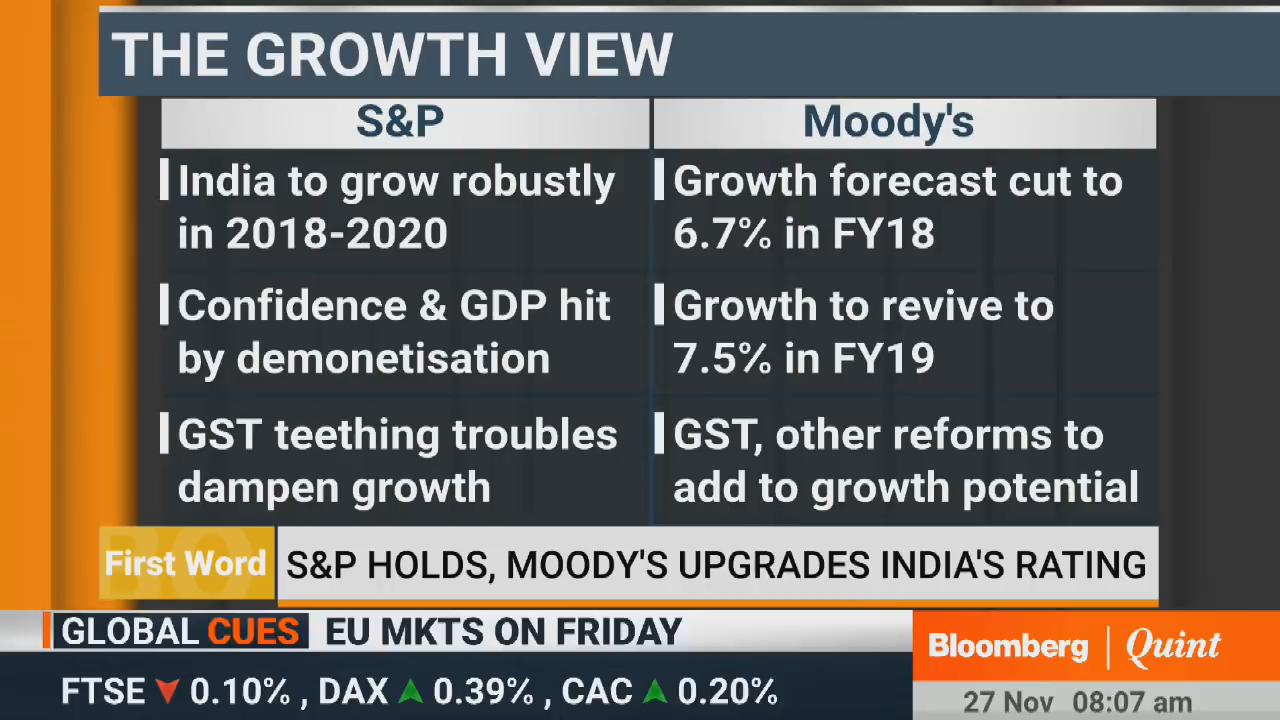 THE GROWTH VIEW
S&P
Moody's
India to grow robustly
in 2018-2020
Growth forecast cut to
6.7% in FY18
Confidence & GDP hit
by demonetisation
Growth to revive to
7.5% in FY19
GST teething troubles
dampen growth
GST, other reforms to
add to growth potential
First Word
S&P HOLDS, MOODY'S UPGRADES INDIA'S RATING
GLOBAL CUES EU MKTS ON FRIDAY
FTSE ▼ 0.10% , DAX ▲ 0.39% , CAC ▲ 0.20%
Bloomberg | Quint
27 Nov 08:07 am